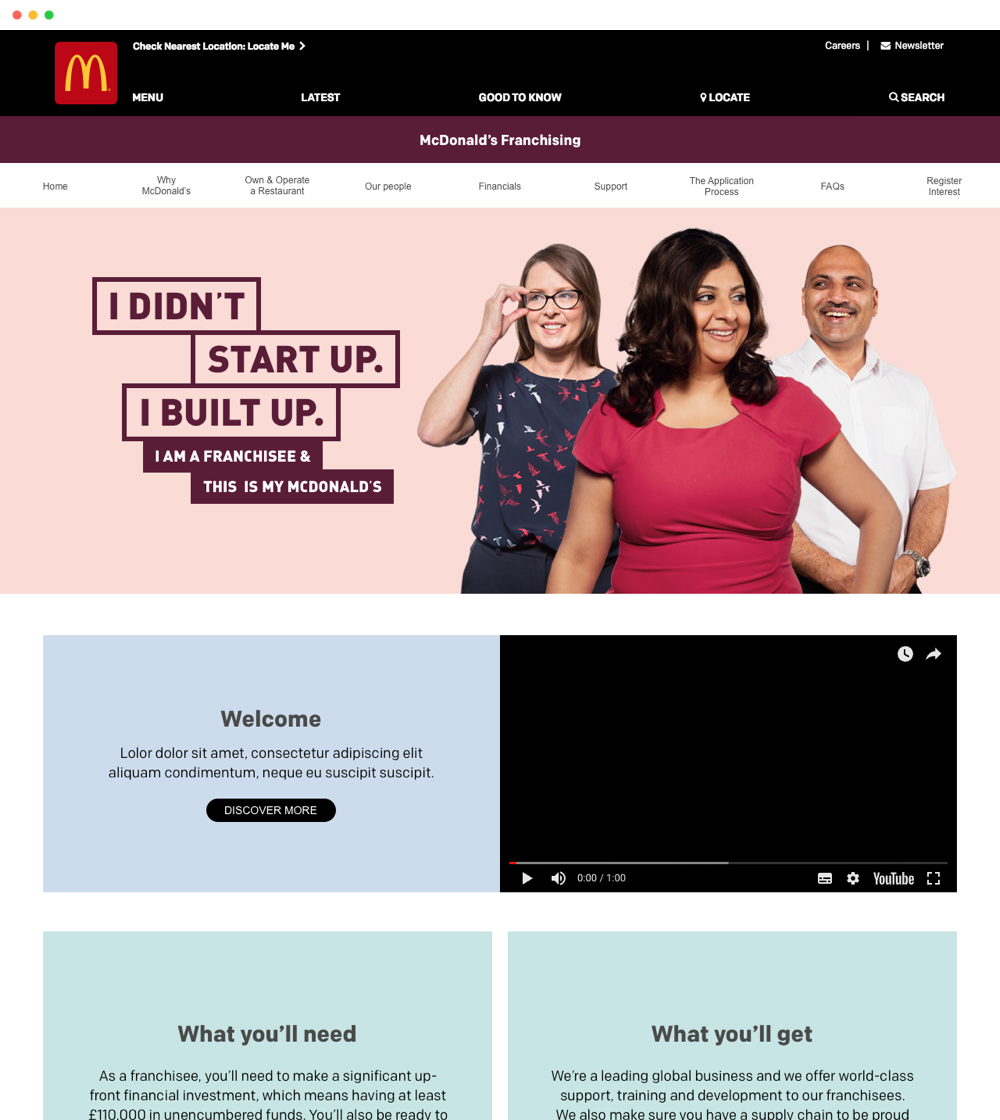 Check Nearest Location: Locate Me
Careers |
Newsletter
MENU
LATEST
GOOD TO KNOW
LOCATE
SEARCH
McDonald's Franchising
Home
Why
McDonald's
Own & Operate
a Restaurant
Our people
Financials
Support
The Application
Process
FAQs
Register
Interest
I DIDN'T
START UP.
I BUILT UP.
I AM A FRANCHISEE &
THIS IS MY MCDONALD'S
Welcome
Lolor dolor sit amet, consectetur adipiscing elit
aliquam condimentum, neque eu suscipit suscipit.
DISCOVER MORE
0:00 / 1:00
YouTube
What you'll need
As a franchisee, you'll need to make a significant up-
front financial investment, which means having at least
£110,000 in unencumbered funds. You'll also be ready to
What you'll get
We're a leading global business and we offer world-class
support, training and development to our franchisees.
We also make sure you have a supply chain to be proud